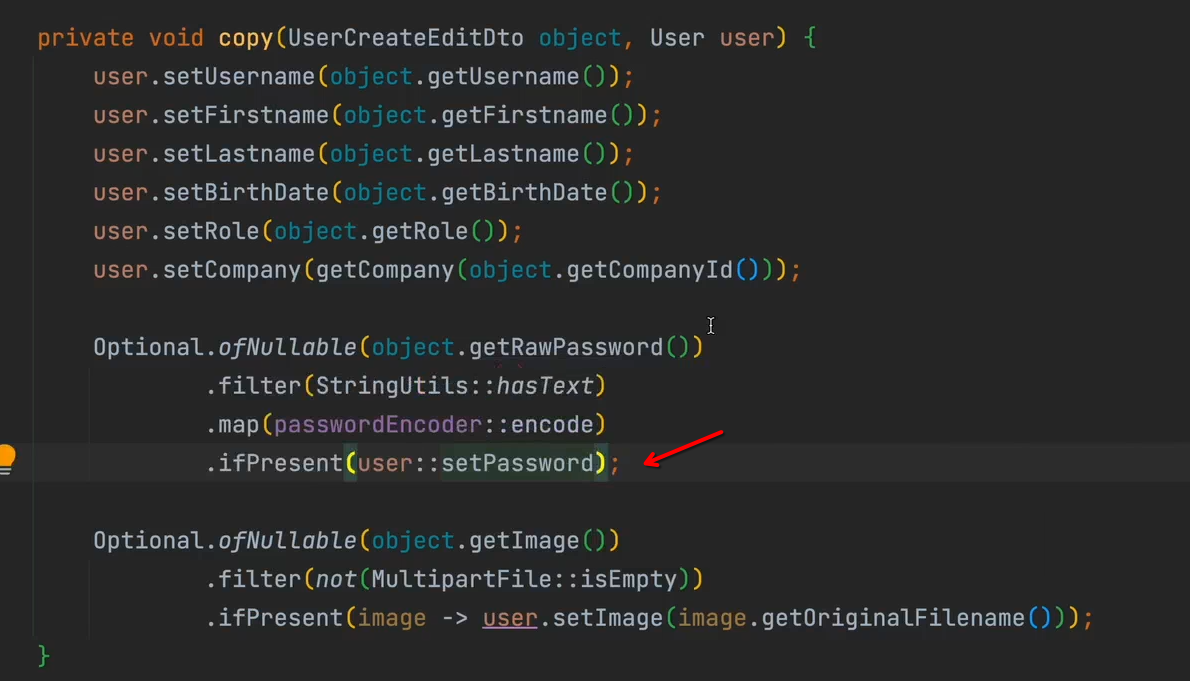 private void copy(UserCreateEditDto object, User user) {
user.setUsername(object.getUsername());
user.setFirstname(object.getFirstname());
user.setLastname(object.getLastname());
user.setBirthDate(object.getBirthDate());
user.setRole(object.getRole());
user.setCompany(getCompany(object.getCompanyId()));
Optional.ofNullable(object.getRawPassword())
.filter(StringUtils::hasText)
.map(passwordEncoder::encode)
.ifPresent(user::setPassword);
Optional.ofNullable(object.getImage())
.filter(not(MultipartFile::isEmpty))
.ifPresent(image -> user.setImage(image.getOriginalFilename()));
}